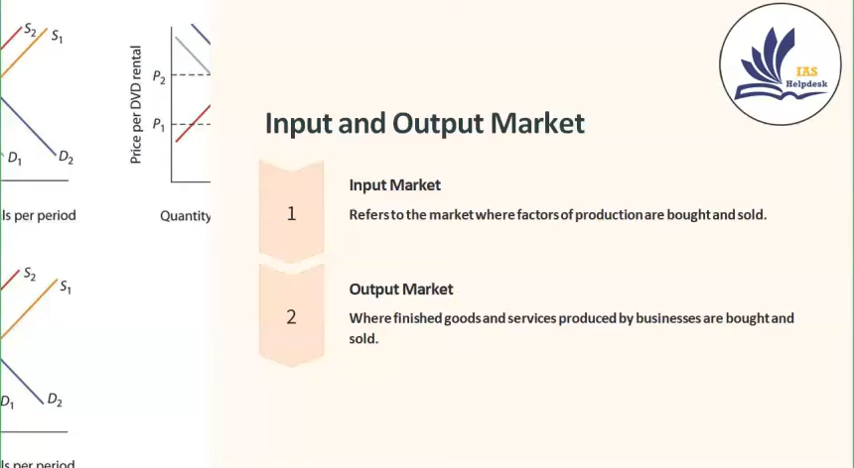 S2
S1
D1
D2
ls per period
Price per DVD rental
P2
P1
Quantity
S2
S1
D1
D2
ls per period
IAS
Helpdesk
Input and Output Market
1
Input Market
Refers to the market where factors of production are bought and sold.
2
Output Market
Where finished goods and services produced by businesses are bought and
sold.